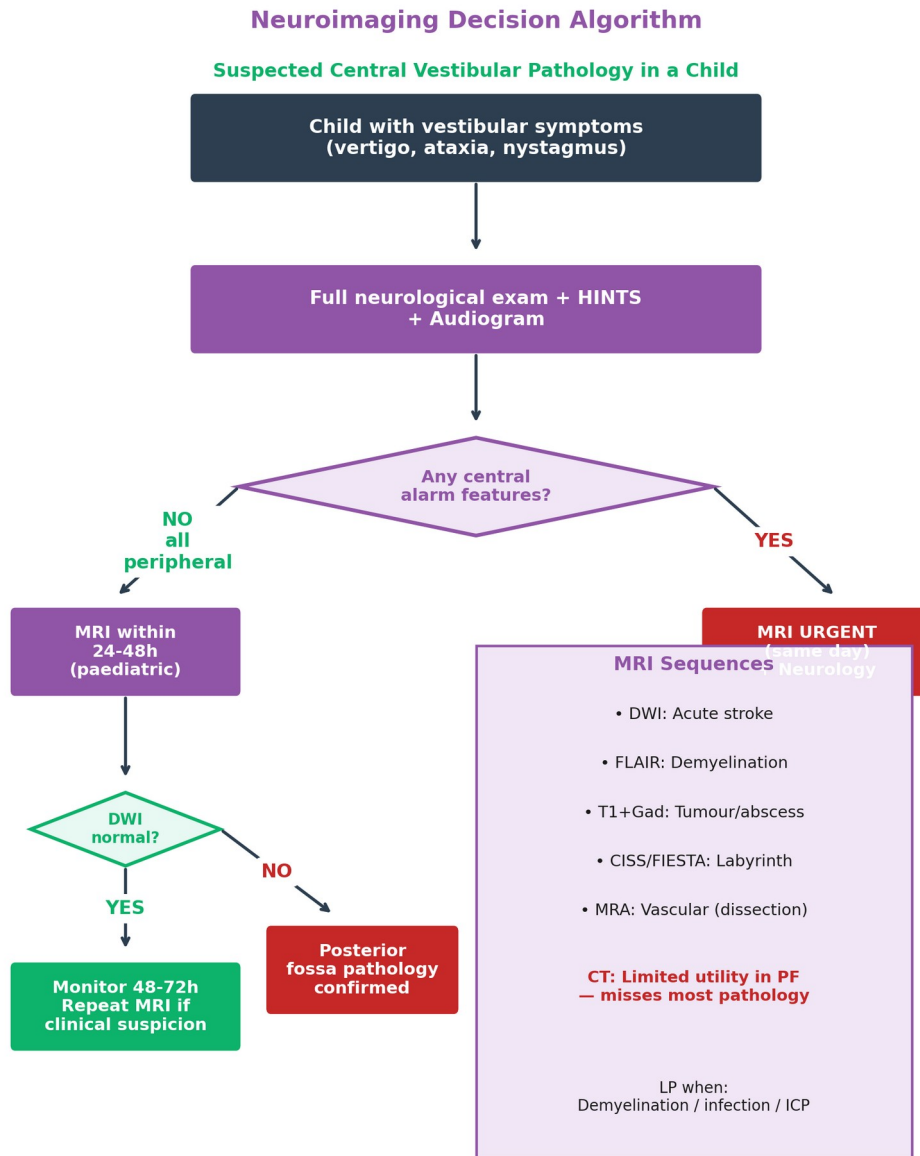 Neuroimaging Decision Algorithm
Suspected Central Vestibular Pathology in a Child
Child with vestibular symptoms
(vertigo, ataxia, nystagmus)
Full neurological exam + HINTS
+ Audiogram
Any central
alarm features?
NO
all
peripheral
YES
MRI within
24-48h
(paediatric)
MRI URGENT
(same day)
Neurology
DWI
normal?
NO
YES
Posterior
fossa pathology
confirmed
Monitor 48-72h
Repeat MRI if
clinical suspicion
MRI Sequences
• DWI: Acute stroke
• FLAIR: Demyelination
• T1+Gad: Tumour/abscess
• CISS/FIESTA: Labyrinth
• MRA: Vascular (dissection)
CT: Limited utility in PF
— misses most pathology
LP when:
Demyelination / infection / ICP